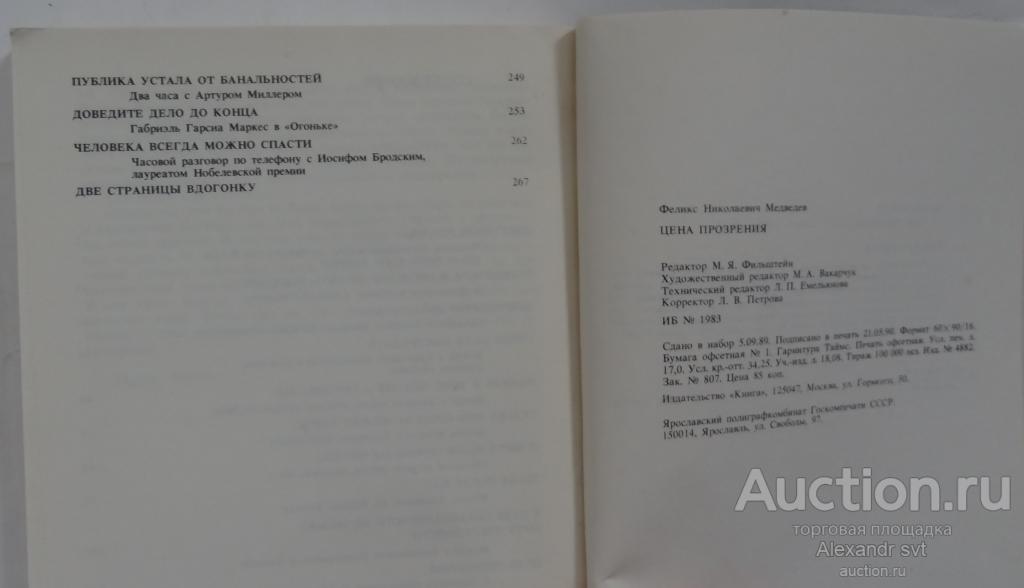 ПУБЛИКА УСТАЛА ОТ БАНАЛЬНОСТЕЙ 249
Два часа с Артуром Миллером
ДОВЕДИТЕ ДЕЛО ДО КОНЦА 253
Габриэль Гарсиа Маркес в «Огоньке»
ЧЕЛОВЕКА ВСЕГДА МОЖНО СПАСТИ 262
Часовой разговор по телефону с Иосифом Бродским,
лауреатом Нобелевской премии
ДВЕ СТРАНИЦЫ ВДОГОНКУ 267
Феликс Николаевич Медведев
ЦЕНА ПРОЗРЕНИЯ
Редактор М. Я. Фильштейн
Художественный редактор М. А. Вакарчук
Технический редактор Л. П. Емельянова
Корректор Л. В. Петрова
ИБ № 1983
Сдано в набор 5.09.89. Подписано в печать 21.05.90. Формат 60×90/16.
Бумага офсетная № 1. Гарнитура Таймс. Печать офсетная. Усл. печ. л.
17,0. Усл. кр.-отт. 34,25. Уч.-изд. л. 18,08. Тираж 100 000 экз. Изд. № 4882.
Зак. № 807. Цена 85 коп.
Издательство «Книга», 125047, Москва, ул. Горького, 50.
Ярославский полиграфкомбинат Госкомпечати СССР.
150014, Ярославль, ул. Свободы, 97.
Auction.ru
торговая площадка
Alexandr svt
auction.ru